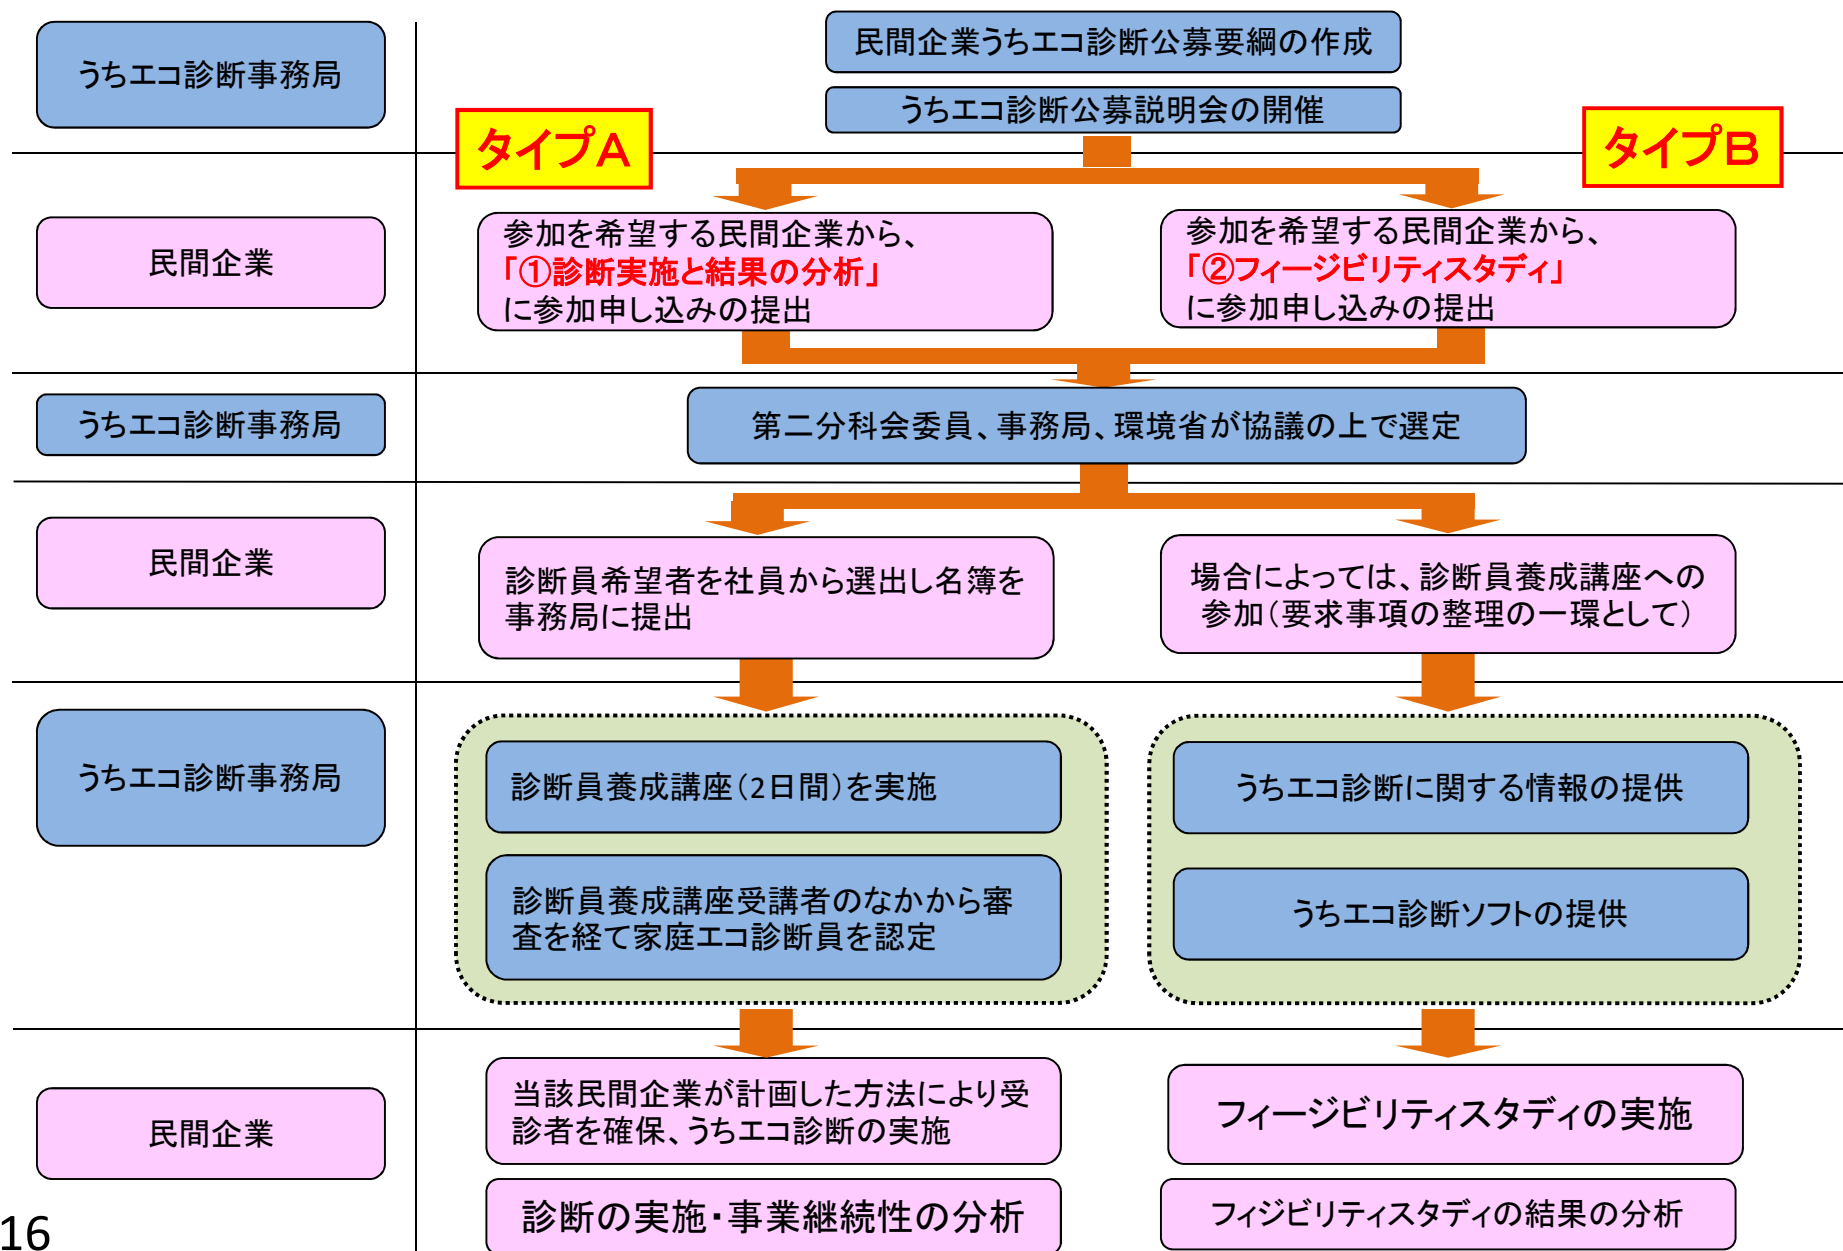 うちエコ診断事務局
民間企業うちエコ診断公募要綱の作成
うちエコ診断公募説明会の開催
タイプA
タイプB
民間企業
参加を希望する民間企業から、
「①診断実施と結果の分析」
に参加申し込みの提出
参加を希望する民間企業から、
「②フィージビリティスタディ」
に参加申し込みの提出
うちエコ診断事務局
第二分科会委員、事務局、環境省が協議の上で選定
民間企業
診断員希望者を社員から選出し名簿を
事務局に提出
場合によっては、診断員養成講座への
参加（要求事項の整理の一環として）
うちエコ診断事務局
診断員養成講座（2日間）を実施
診断員養成講座受講者のなかから審
査を経て家庭エコ診断員を認定
うちエコ診断に関する情報の提供
うちエコ診断ソフトの提供
民間企業
当該民間企業が計画した方法により受
診者を確保、うちエコ診断の実施
診断の実施・事業継続性の分析
フィージビリティスタディの実施
フィジビリティスタディの結果の分析
16